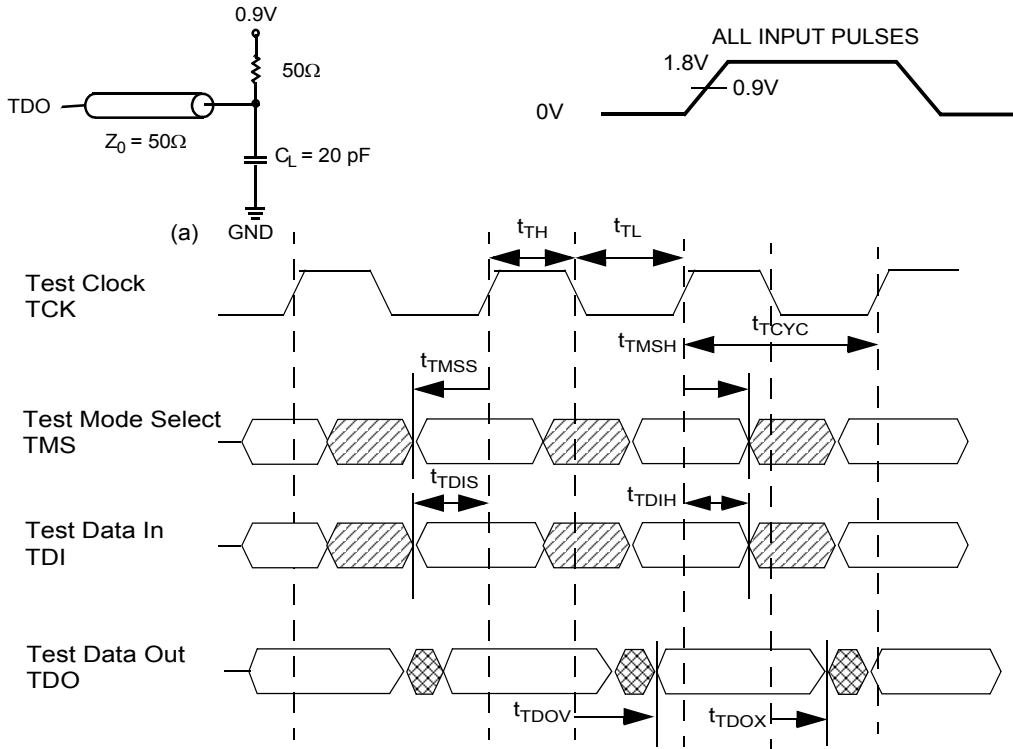 0.9V
50Ω
TDO
Z0 = 50Ω
CL = 20 pF
(a)
GND
ALL INPUT PULSES
1.8V
0.9V
0V
tTH
tTL
Test Clock
TCK
tTCYC
tTMSH
tTMSS
Test Mode Select
TMS
tTDIS
tTDIH
Test Data In
TDI
Test Data Out
TDO
tTDOV
tTDOX